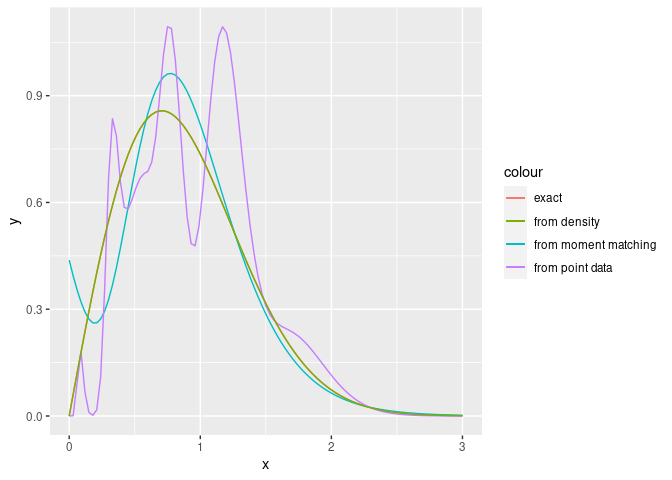 0.9
0.6
0.3
0.0
y
0
1
2
3
x
colour
exact
from density
from moment matching
from point data